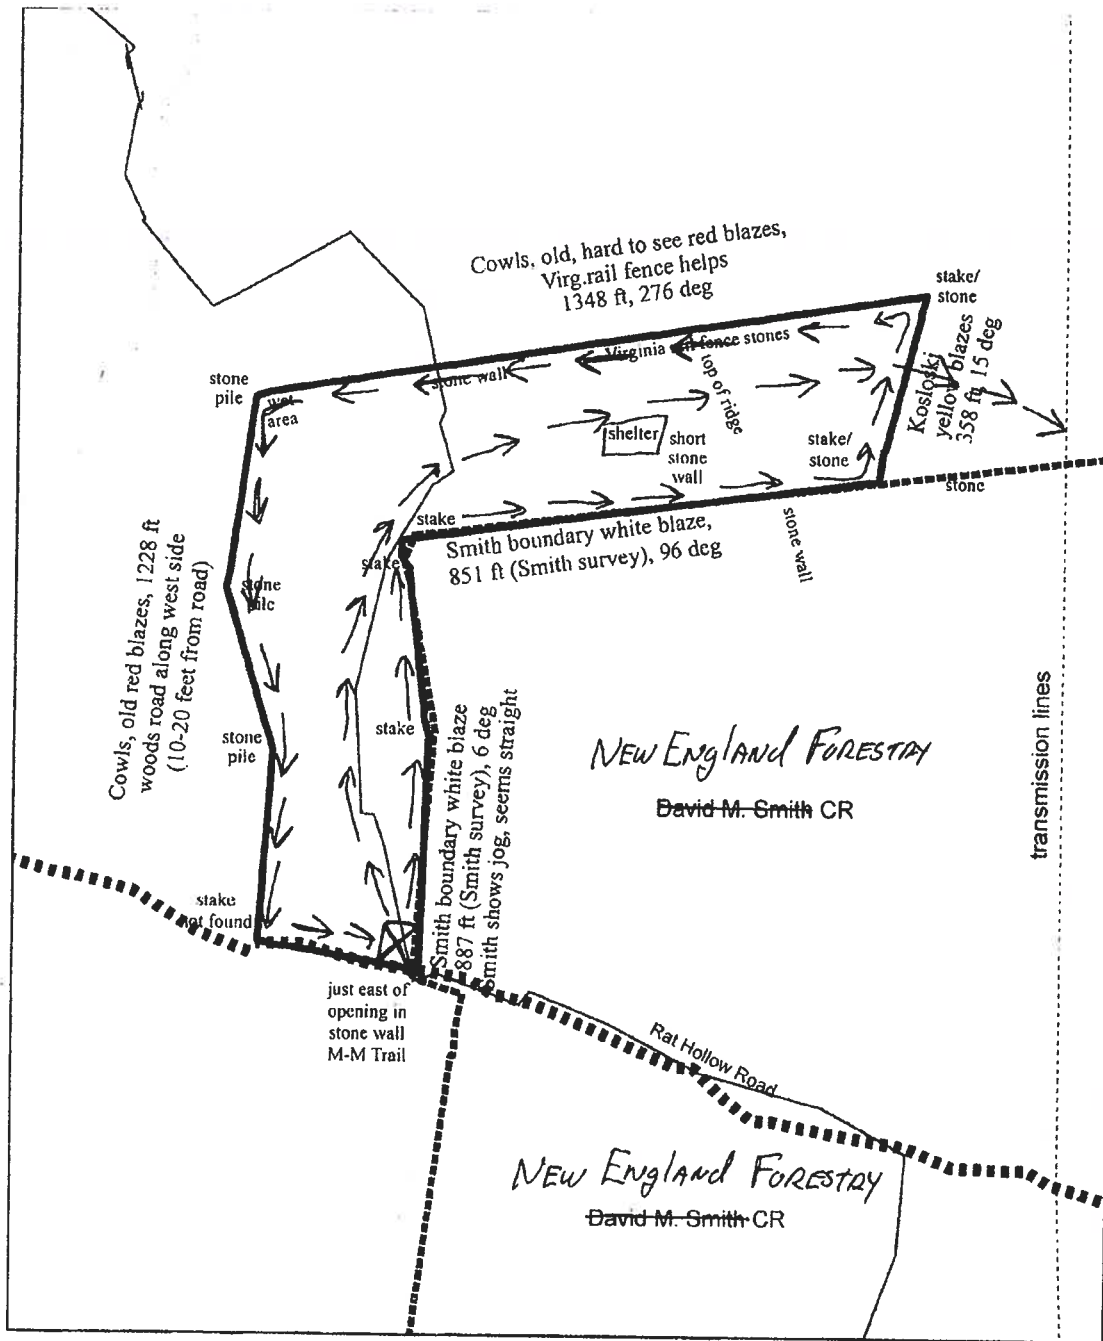 Cowls, old, hard to see red blazes,
Virg.rail fence helps
1348 ft, 276 deg
stake/
stone
Virginia rail fence stones
stone wall
stone
pile
wet
area
top of ridge
Kosloskj
yellow blazes
358 ft, 15 deg
shelter
short
stone
wall
stake/
stone
stone
stake
Smith boundary white blaze,
851 ft (Smith survey), 96 deg
stone wall
stake
stone
pile
Cowls, old red blazes, 1228 ft
woods road along west side
(10-20 feet from road)
stone
pile
stake
Smith boundary white blaze
887 ft (Smith survey), 6 deg
Smith shows jog, seems straight
NEW ENglAND FORESTRY
David M. Smith CR
transmission lines
stake
not found
just east of
opening in
stone wall
M-M Trail
Rat Hollow Road
NEW ENglAND FORESTRY
David M. Smith CR